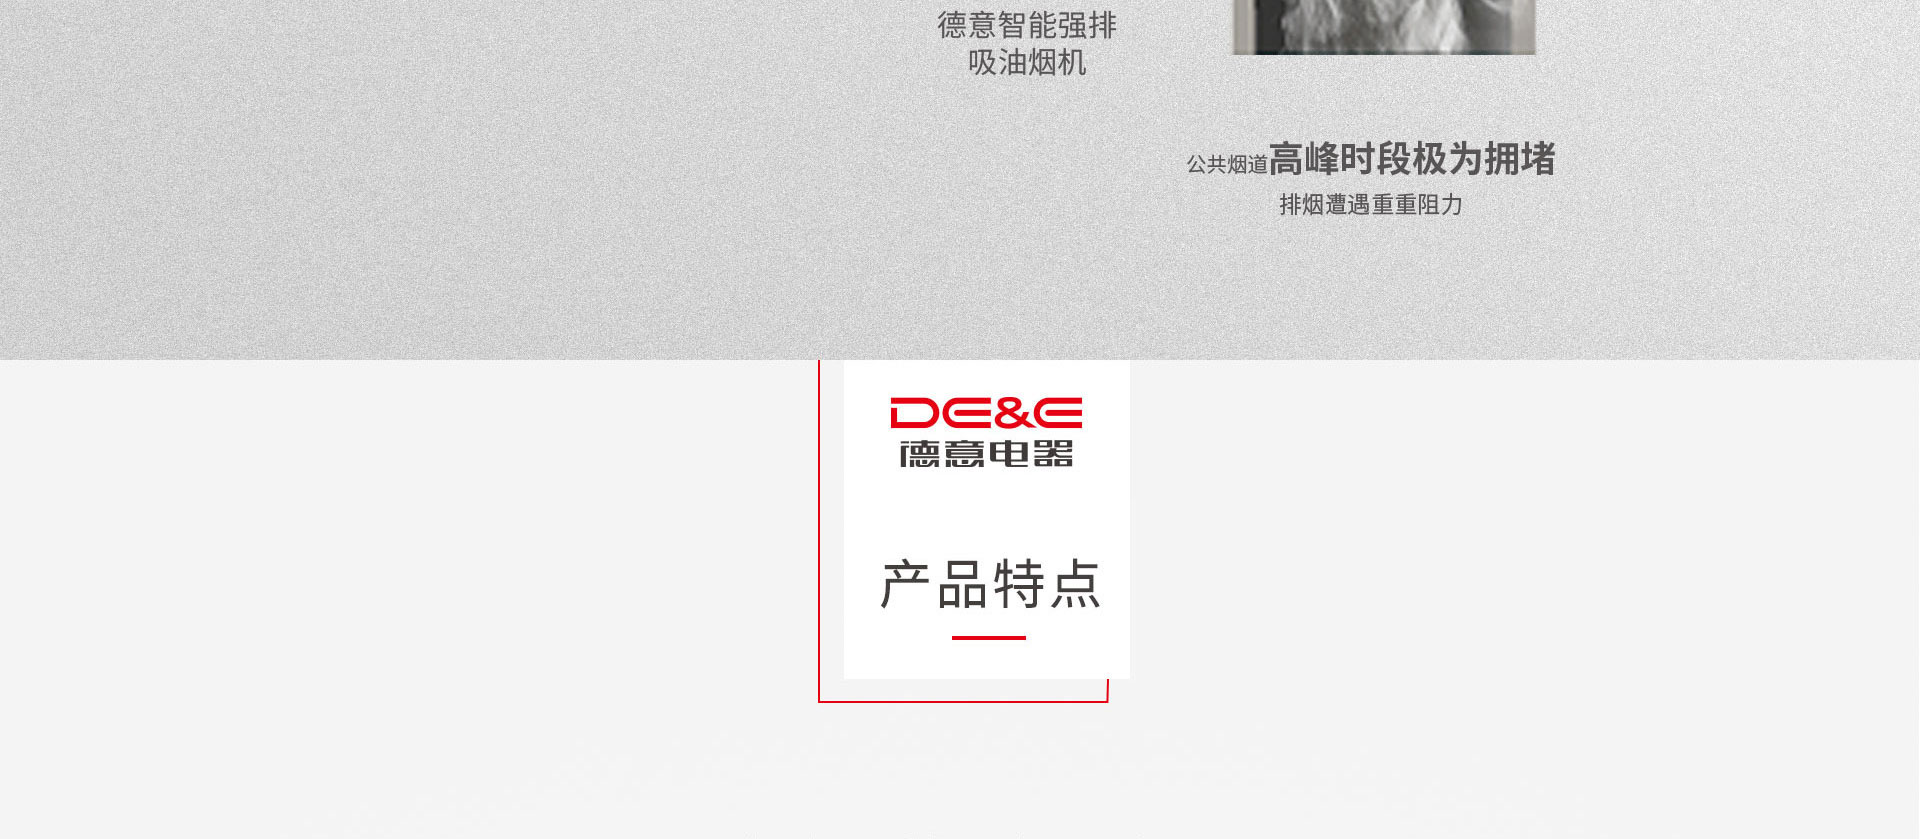 德意智能强排
吸油烟机
公共烟道高峰时段极为拥堵
排烟遭遇重重阻力
DE&E
德意电器
产品特点